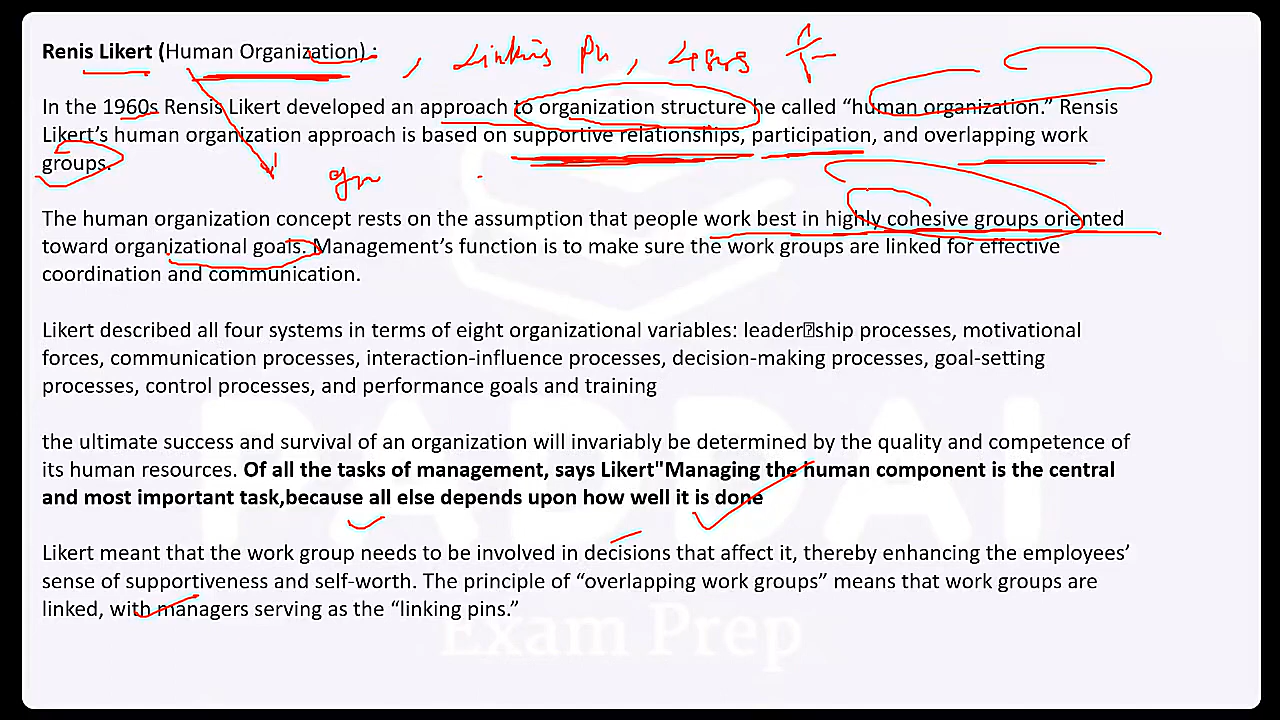 Renis Likert (Human Organization) :
, Linking Pin,
In the 1960s Rensis Likert developed an approach to organization structure he called “human organization.” Rensis
Likert’s human organization approach is based on supportive relationships, participation, and overlapping work
groups.
The human organization concept rests on the assumption that people work best in highly cohesive groups oriented
toward organizational goals. Management’s function is to make sure the work groups are linked for effective
coordination and communication.
Likert described all four systems in terms of eight organizational variables: leader�ship processes, motivational
forces, communication processes, interaction-influence processes, decision-making processes, goal-setting
processes, control processes, and performance goals and training
the ultimate success and survival of an organization will invariably be determined by the quality and competence of
its human resources. Of all the tasks of management, says Likert"Managing the human component is the central
and most important task,because all else depends upon how well it is done
Likert meant that the work group needs to be involved in decisions that affect it, thereby enhancing the employees’
sense of supportiveness and self-worth. The principle of “overlapping work groups” means that work groups are
linked, with managers serving as the “linking pins.”
PADDAI
Exam Prep